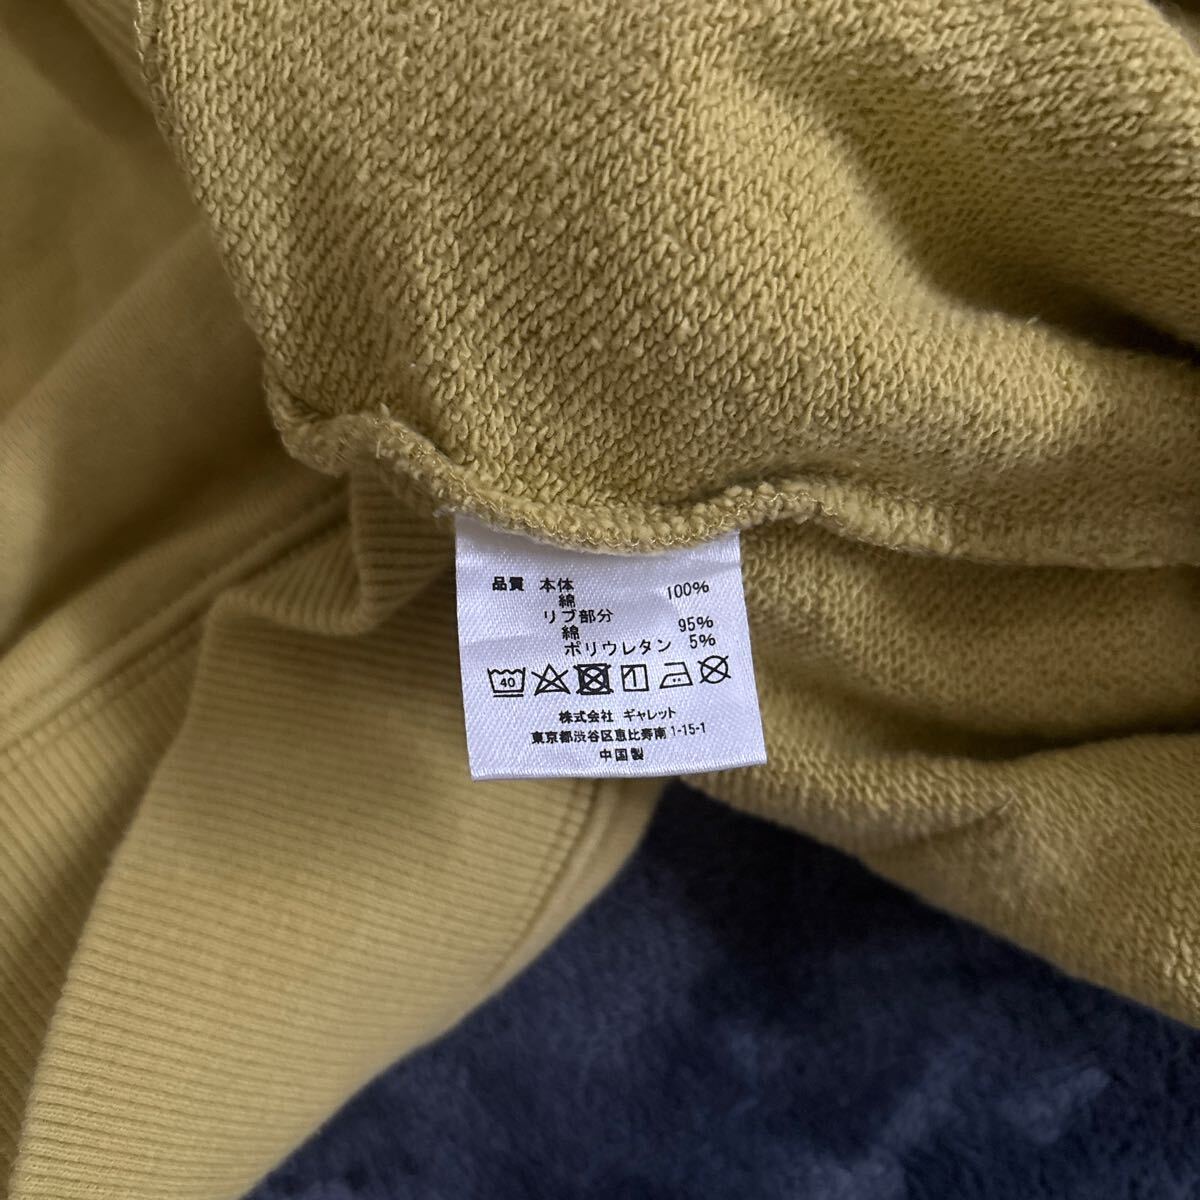 品質 本体
綿 100%
リブ部分
綿 95%
ポリウレタン 5%
40
株式会社 ギャレット
東京都渋谷区恵比寿南1-15-1
中国製